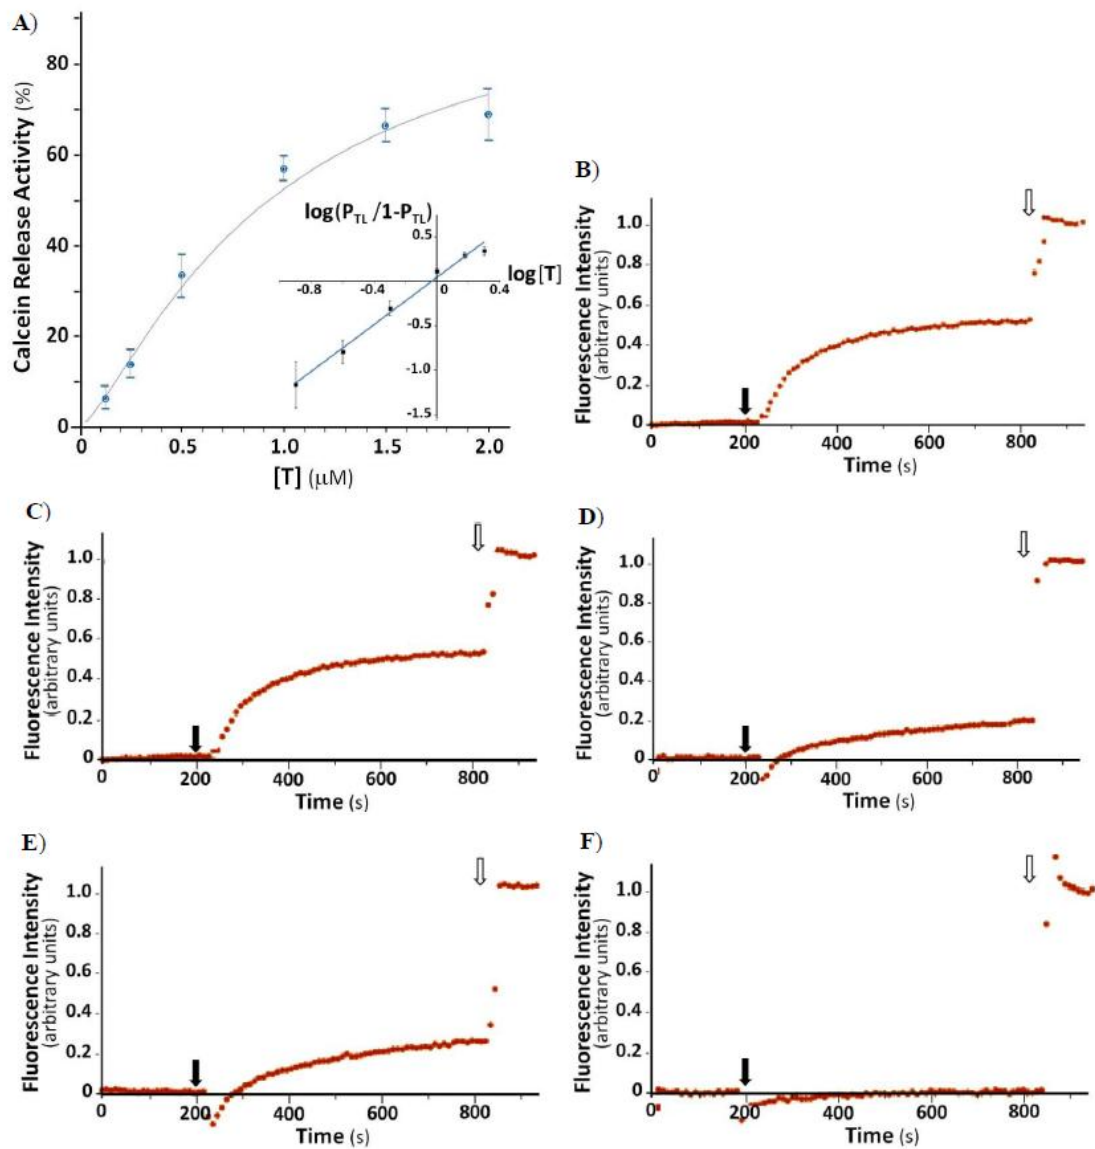 A)
Calcein Release Activity (%)
80
60
40
20
0
0.5
1.0
1.5
2.0
[T] (μM)
log(P_TL /1-P_TL)
0.5
log[T]
-0.8
-0.4
0
0.4
-0.5
-1.0
-1.5
B)
Fluorescence Intensity
(arbitrary units)
1.0
0.8
0.6
0.4
0.2
0
0
200
400
600
800
Time (s)
C)
Fluorescence Intensity
(arbitrary units)
1.0
0.8
0.6
0.4
0.2
0
0
200
400
600
800
Time (s)
D)
Fluorescence Intensity
(arbitrary units)
1.0
0.8
0.6
0.4
0.2
0
0
200
400
600
800
Time (s)
E)
Fluorescence Intensity
(arbitrary units)
1.0
0.8
0.6
0.4
0.2
0
0
200
400
600
800
Time (s)
F)
Fluorescence Intensity
(arbitrary units)
1.0
0.8
0.6
0.4
0.2
0
0
200
400
600
800
Time (s)